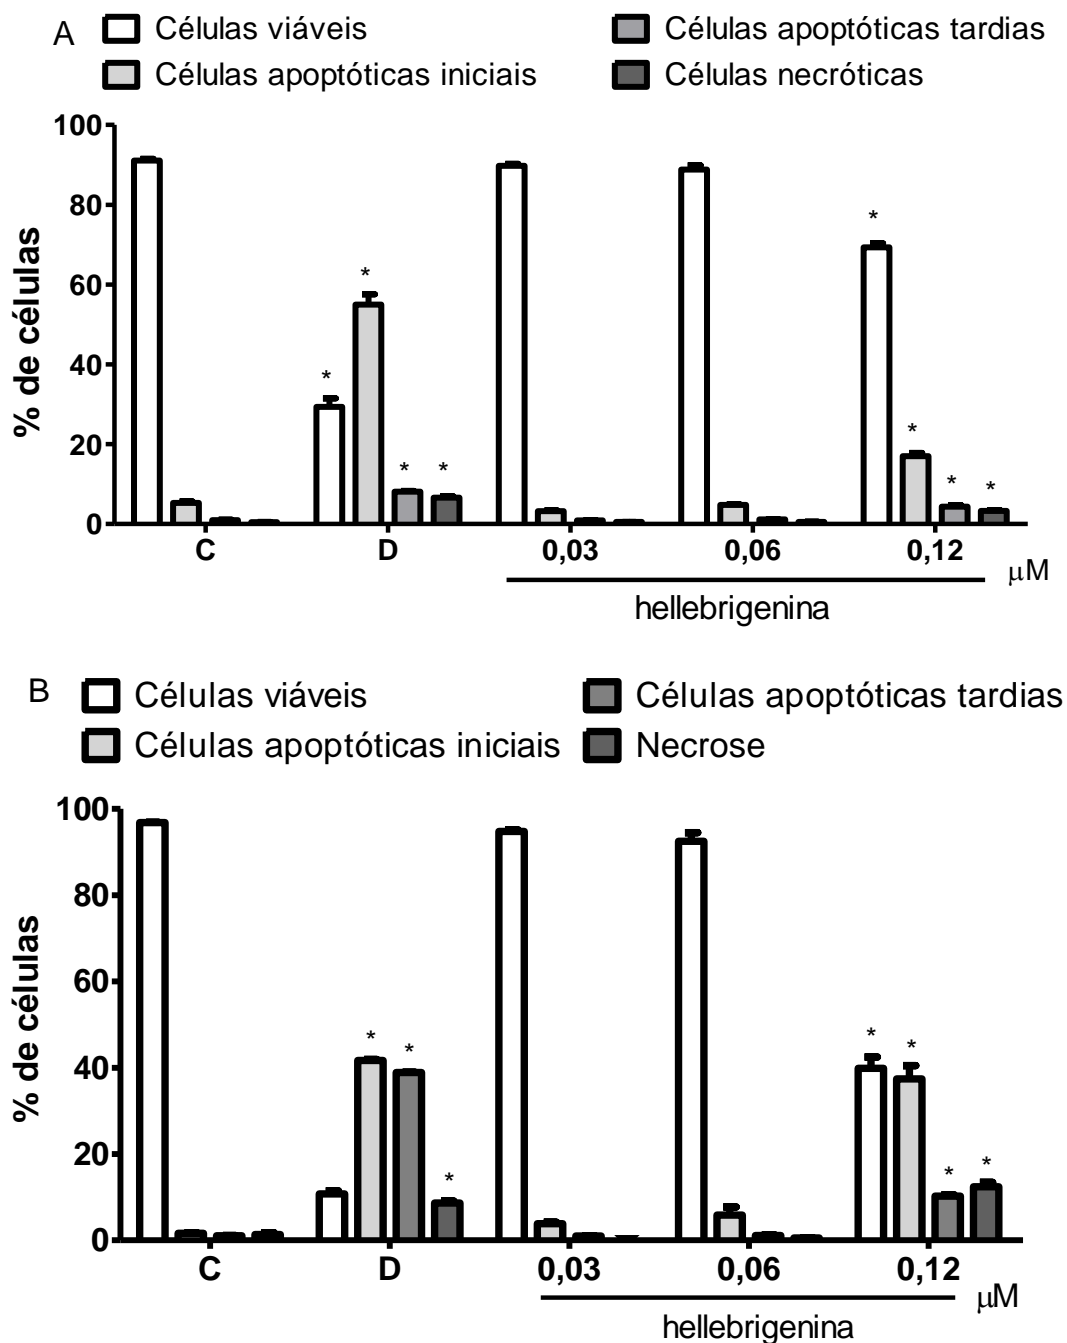 A
Células viáveis
Células apoptóticas tardias
Células apoptóticas iniciais
Células necróticas
% de células
100
80
60
40
20
0
* * * * * * * *
C D 0,03 0,06 0,12
µM
hellebrigenina
B
Células viáveis
Células apoptóticas tardias
Células apoptóticas iniciais
Necrose
% de células
100
80
60
40
20
0
* * * * * * *
C D 0,03 0,06 0,12
µM
hellebrigenina